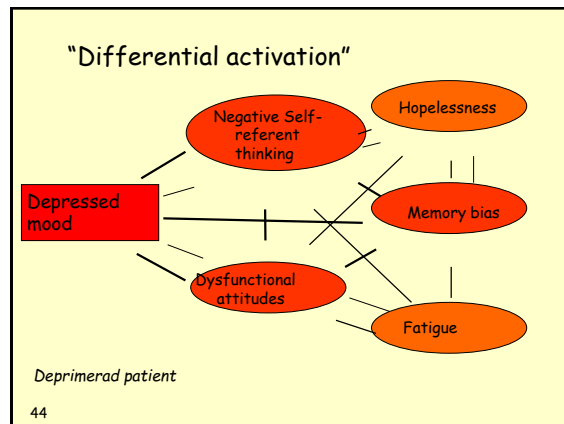 “Differential activation”
Negative Self-
referent
thinking
Hopelessness
Depressed
mood
Memory bias
Dysfunctional
attitudes
Fatigue
Deprimerad patient
44